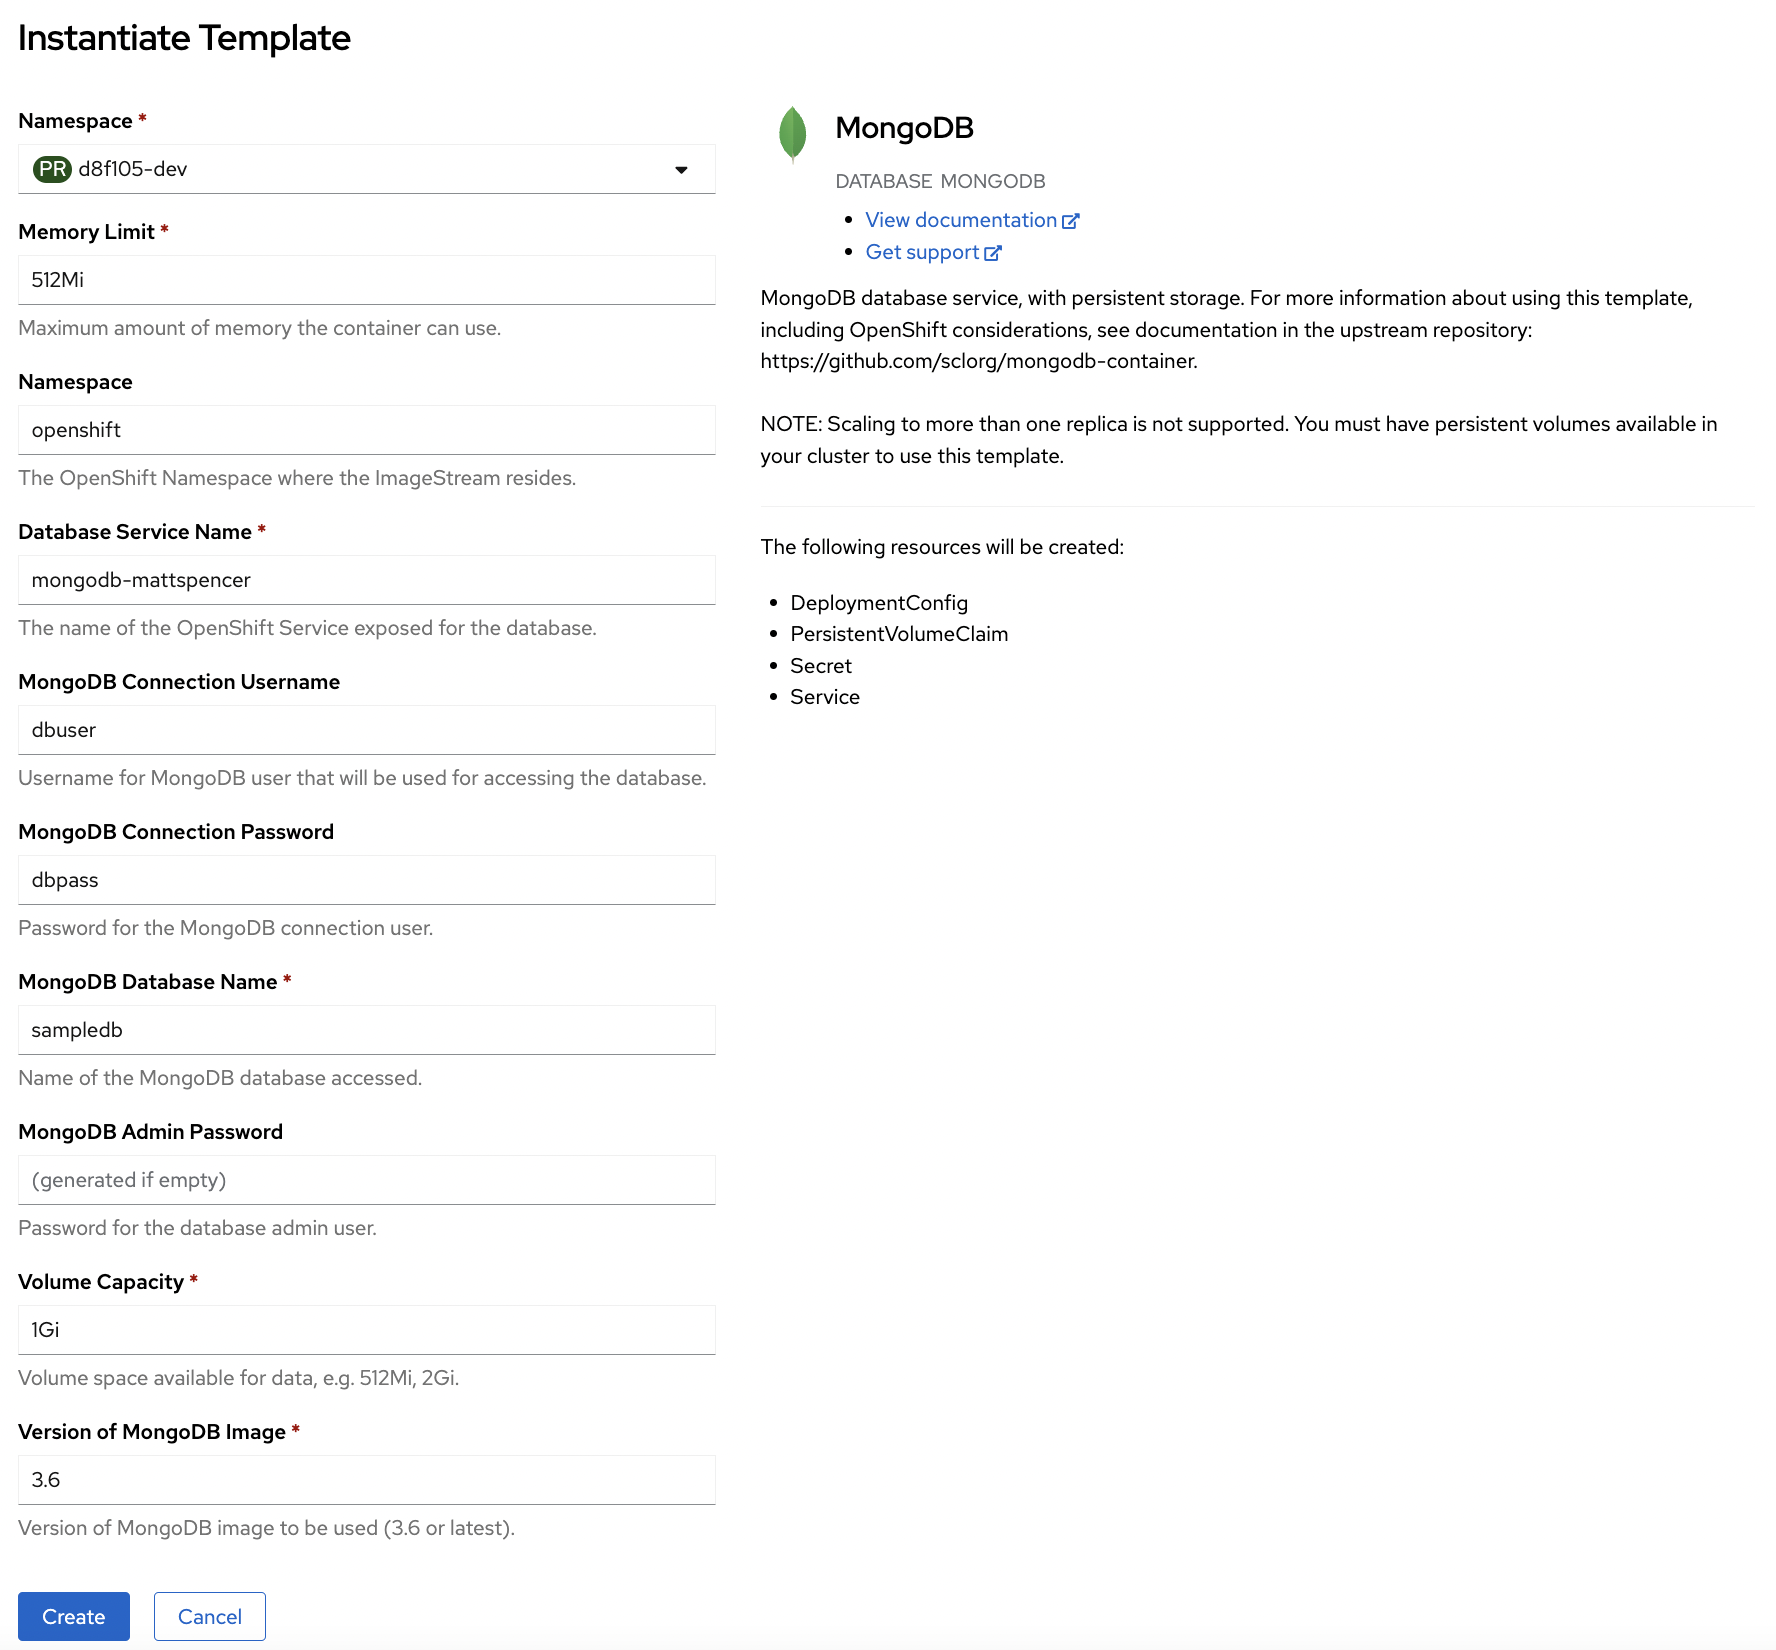 Instantiate Template
Namespace *
PR d8f105-dev
Memory Limit *
512Mi
Maximum amount of memory the container can use.
Namespace
openshift
The OpenShift Namespace where the ImageStream resides.
Database Service Name *
mongodb-mattspencer
The name of the OpenShift Service exposed for the database.
MongoDB Connection Username
dbuser
Username for MongoDB user that will be used for accessing the database.
MongoDB Connection Password
dbpass
Password for the MongoDB connection user.
MongoDB Database Name *
sampledb
Name of the MongoDB database accessed.
MongoDB Admin Password
(generated if empty)
Password for the database admin user.
Volume Capacity *
1Gi
Volume space available for data, e.g. 512Mi, 2Gi.
Version of MongoDB Image *
3.6
Version of MongoDB image to be used (3.6 or latest).
Create
Cancel
MongoDB
DATABASE MONGODB
• View documentation
• Get support
MongoDB database service, with persistent storage. For more information about using this template,
including OpenShift considerations, see documentation in the upstream repository:
https://github.com/sclorg/mongodb-container.
NOTE: Scaling to more than one replica is not supported. You must have persistent volumes available in
your cluster to use this template.
The following resources will be created:
• DeploymentConfig
• PersistentVolumeClaim
• Secret
• Service